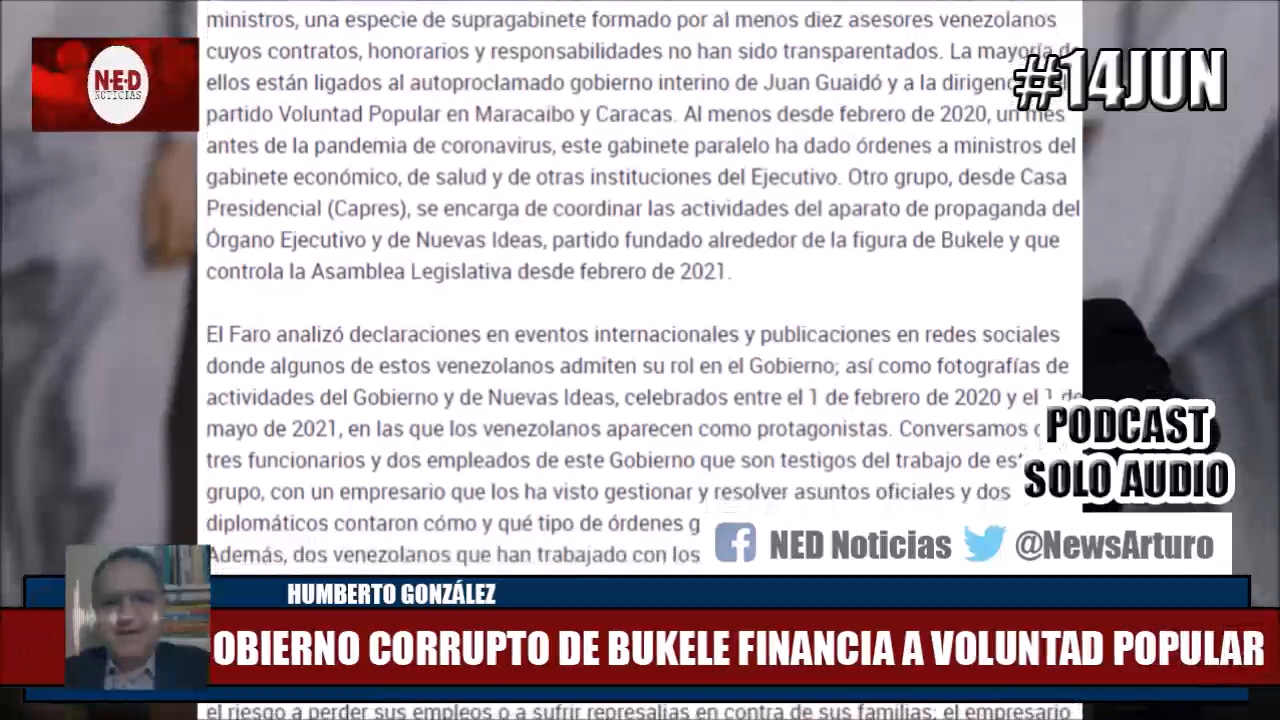 ministros, una especie de supragabinete formado por al menos diez asesores venezolanos
cuyos contratos, honorarios y responsabilidades no han sido transparentados. La mayoría de
ellos están ligados al autoproclamado gobierno interino de Juan Guaidó y a la
partido Voluntad Popular en Maracaibo y Caracas. Al menos desde febrero de 2020, un mes
antes de la pandemia de coronavirus, este gabinete paralelo ha dado órdenes a ministros del
gabinete económico, de salud y de otras instituciones del Ejecutivo. Otro grupo, desde Casa
Presidencial (Capres), se encarga de coordinar las actividades del aparato de propaganda del
Órgano Ejecutivo y de Nuevas Ideas, partido fundado alrededor de la figura de Bukele y que
controla la Asamblea Legislativa desde febrero de 2021.
El Faro analizó declaraciones en eventos internacionales y publicaciones en redes sociales
donde algunos de estos venezolanos admiten su rol en el Gobierno; así como fotografías de
actividades del Gobierno y de Nuevas Ideas, celebrados entre el 1 de febrero de 2020 y el 1 de
mayo de 2021, en las que los venezolanos aparecen como protagonistas. Conversamos
tres funcionarios y dos empleados de este Gobierno que son testigos del trabajo de
grupo, con un empresario que los ha visto gestionar y resolver asuntos oficiales y dos
diplomáticos contaron cómo y qué tipo de órdenes g
Además, dos venezolanos que han trabajado con los
N-E-D
NOTICIAS
#14JUN
PODCAST
SOLO AUDIO
NED Noticias @NewsArturo
HUMBERTO GONZÁLEZ
OBIERNO CORRUPTO DE BUKELE FINANCIA A VOLUNTAD POPULAR
el riesgo a perder sus empleos o a sufrir represalias en contra de sus familias; el empresario,